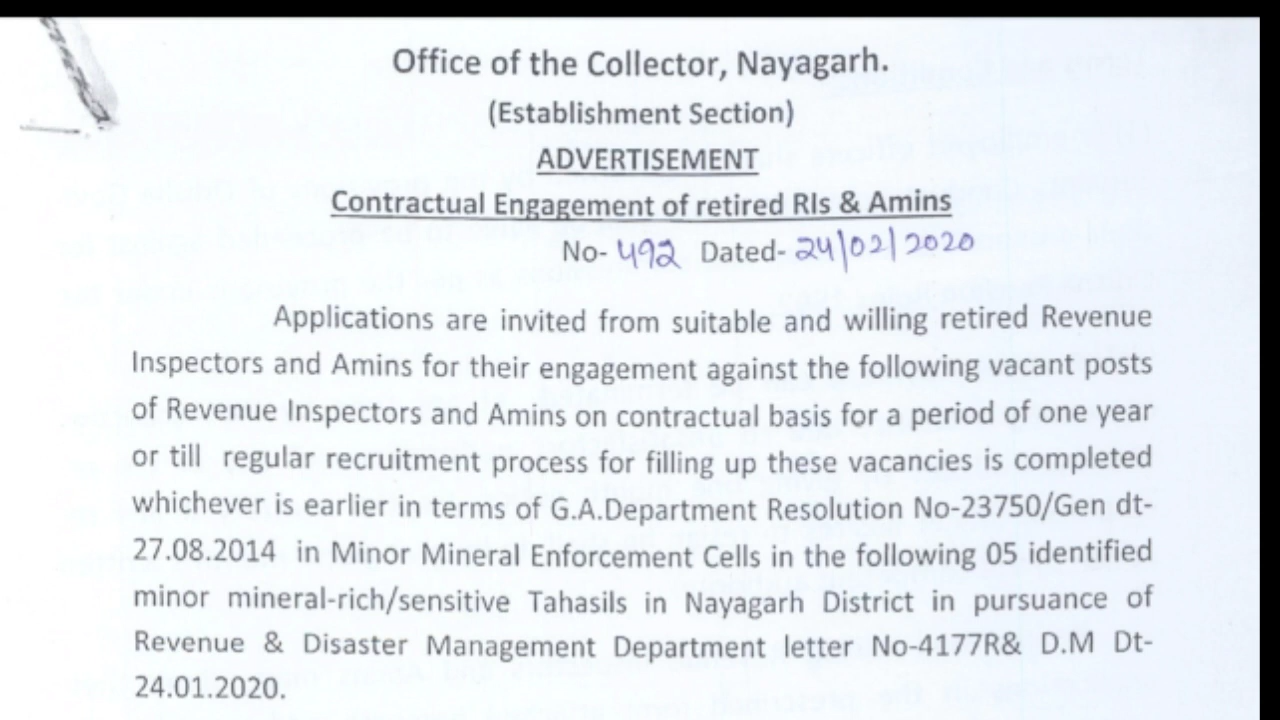 Office of the Collector, Nayagarh.
(Establishment Section)
ADVERTISEMENT
Contractual Engagement of retired RIs & Amins
No- 492 Dated- 24/02/2020
Applications are invited from suitable and willing retired Revenue
Inspectors and Amins for their engagement against the following vacant posts
of Revenue Inspectors and Amins on contractual basis for a period of one year
or till regular recruitment process for filling up these vacancies is completed
whichever is earlier in terms of G.A.Department Resolution No-23750/Gen dt-
27.08.2014 in Minor Mineral Enforcement Cells in the following 05 identified
minor mineral-rich/sensitive Tahasils in Nayagarh District in pursuance of
Revenue & Disaster Management Department letter No-4177R& D.M Dt-
24.01.2020.